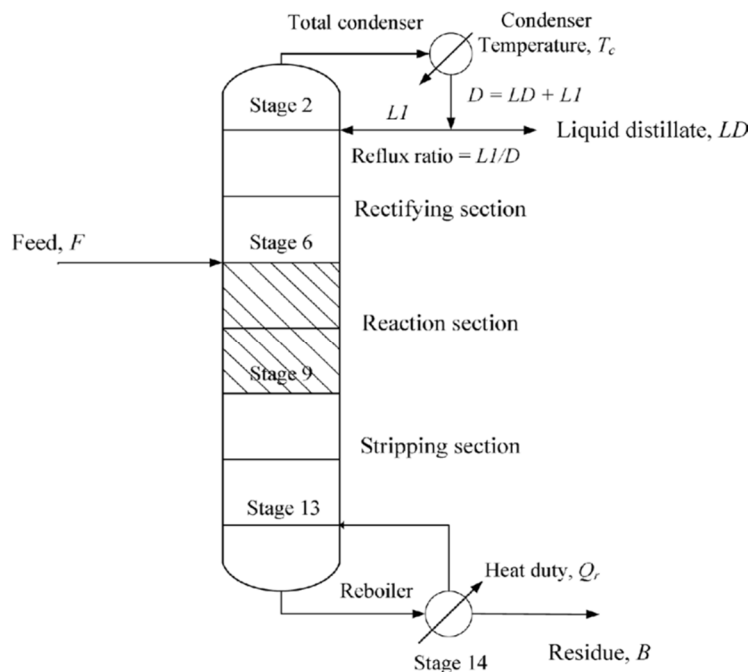 Total condenser
Condenser
Temperature, Tc
Stage 2
L1
D = LD + L1
Liquid distillate, LD
Reflux ratio = L1/D
Rectifying section
Feed, F
Stage 6
Reaction section
Stage 9
Stripping section
Stage 13
Heat duty, Qr
Reboiler
Residue, B
Stage 14